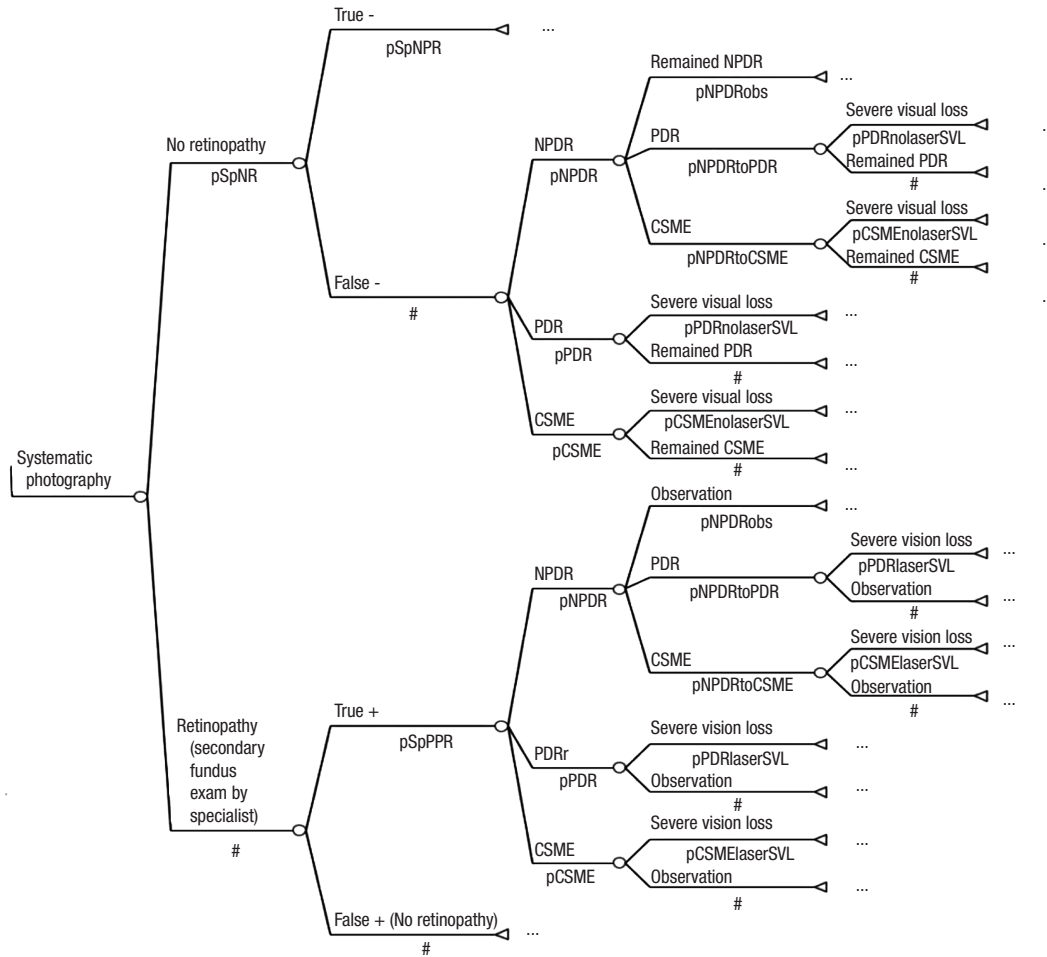 True -
pSpNPR
...
Remained NPDR
pNPDRobs
...
Severe visual loss
pPDRnolaserSVL
.
No retinopathy
pSpNR
NPDR
pNPDR
PDR
pNPDRtoPDR
Remained PDR
#
.
Severe visual loss
pCSMEnolaserSVL
.
CSME
pNPDRtoCSME
Remained CSME
#
.
False -
#
Severe visual loss
pPDRnolaserSVL
...
PDR
pPDR
Remained PDR
#
...
Severe visual loss
pCSMEnolaserSVL
...
CSME
pCSME
Remained CSME
#
...
Systematic
photography
Observation
pNPDRobs
...
Severe vision loss
pPDRlaserSVL
...
NPDR
pNPDR
PDR
pNPDRtoPDR
Observation
#
...
Severe vision loss
pCSMElaserSVL
...
CSME
pNPDRtoCSME
Observation
#
...
Retinopathy
(secondary
fundus
exam by
specialist)
#
True +
pSpPPR
Severe vision loss
pPDRlaserSVL
...
PDRr
pPDR
Observation
#
...
Severe vision loss
pCSMElaserSVL
...
CSME
pCSME
Observation
#
...
False + (No retinopathy)
#
...